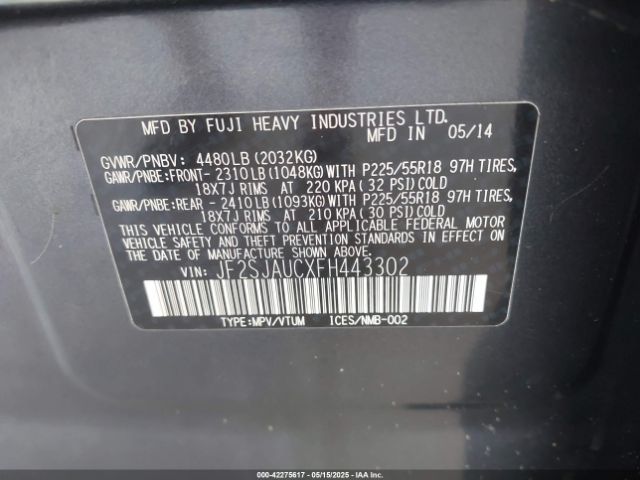 MFD BY FUJI HEAVY INDUSTRIES LTD.
MFD IN 05/14
GVWR/PNBV: 4480LB (2032KG)
GAWR/PNBE:FRONT- 2310LB (1048KG) WITH P225/55R18 97H TIRES,
18X7J RIMS AT 220 KPA (32 PSI) COLD
GAWR/PNBE:REAR - 2410LB (1093KG) WITH P225/55R18 97H TIRES,
18X7J RIMS AT 210 KPA (30 PSI) COLD
THIS VEHICLE CONFORMS TO ALL APPLICABLE FEDERAL MOTOR
VEHICLE SAFETY AND THEFT PREVENTION STANDARDS IN EFFECT
ON THE DATE OF MANUFACTURE SHOWN ABOVE.
VIN: JF2SJAUCXFH443302
TYPE:MPV/VTUM ICES/NMB-002
000-42275617 - 05/15/2025 - IAAI.COM